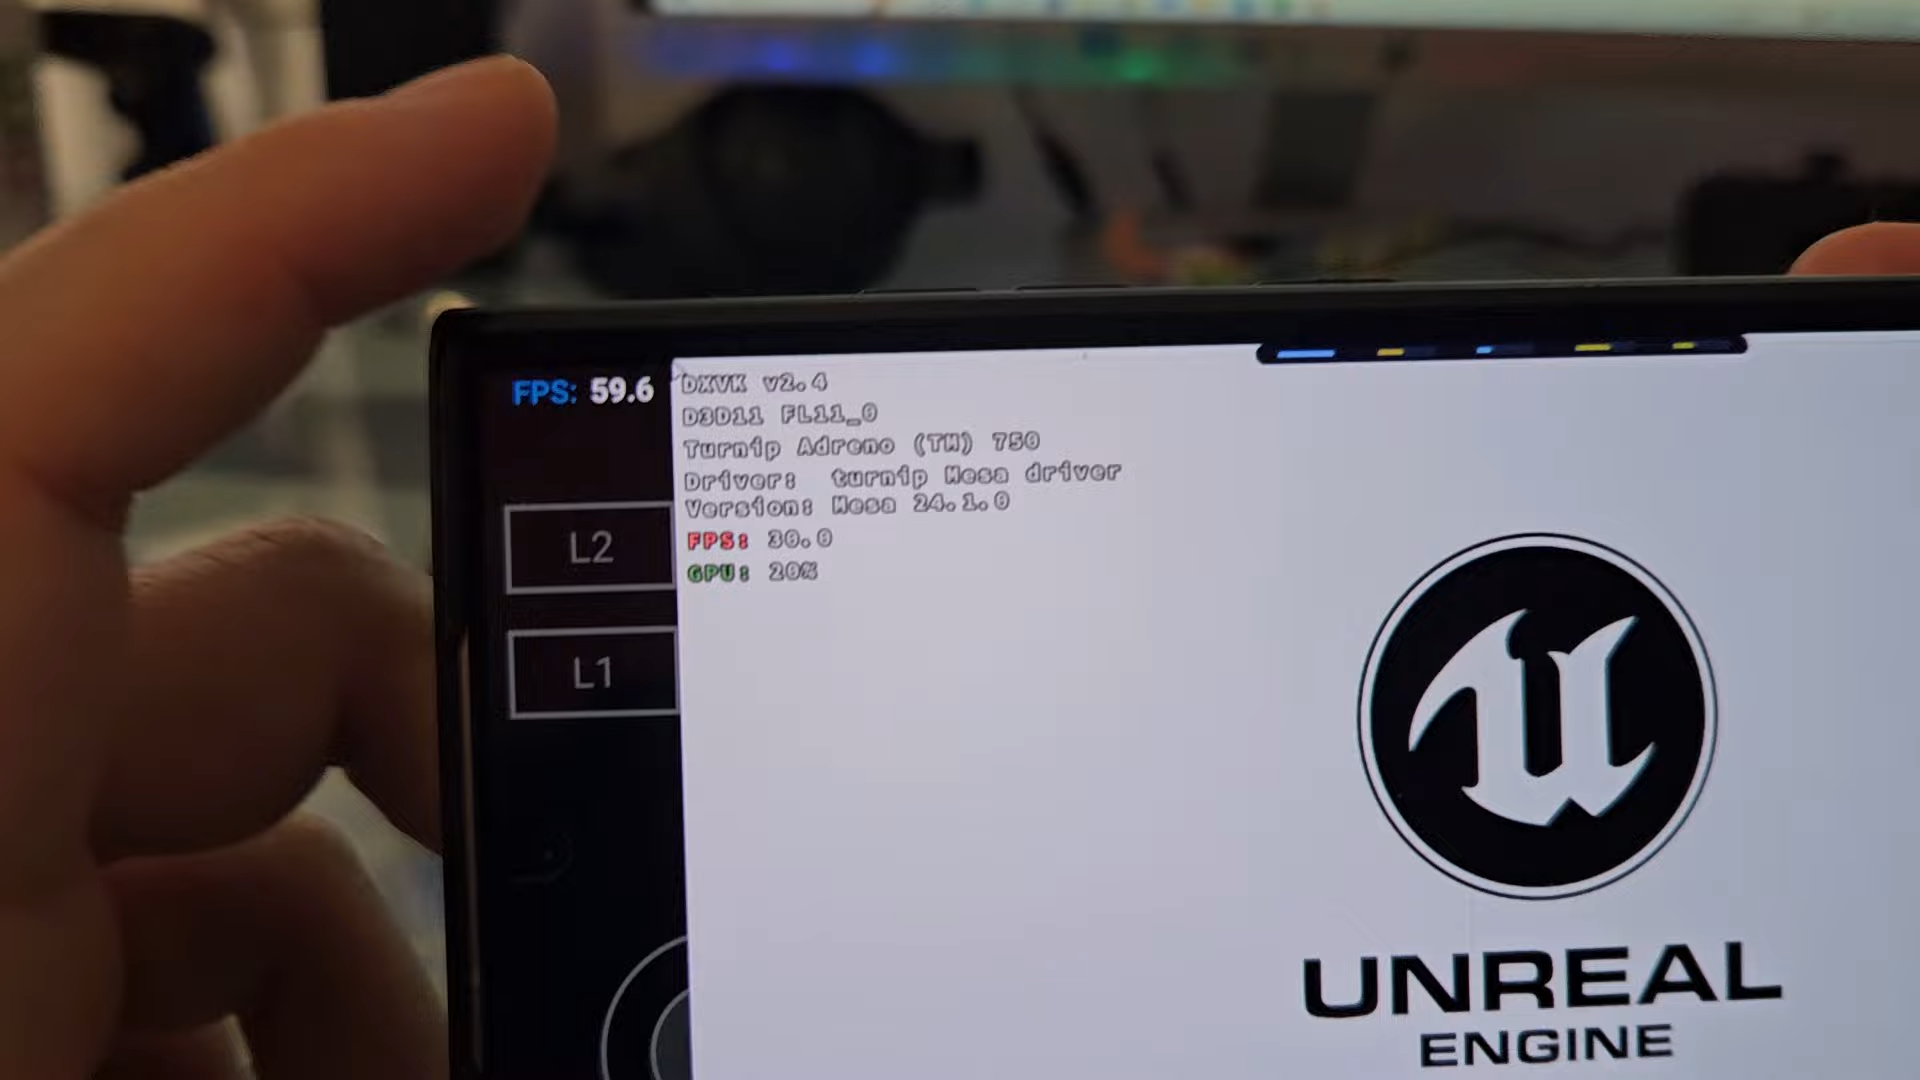 FPS: 59.6
DXVK v2.4
D3D11 FL11_0
Turnip Adreno (TM) 750
Driver: turnip Mesa driver
Version: Mesa 24.1.0
FPS: 30.0
GPU: 20%
L2
L1
UNREAL
ENGINE